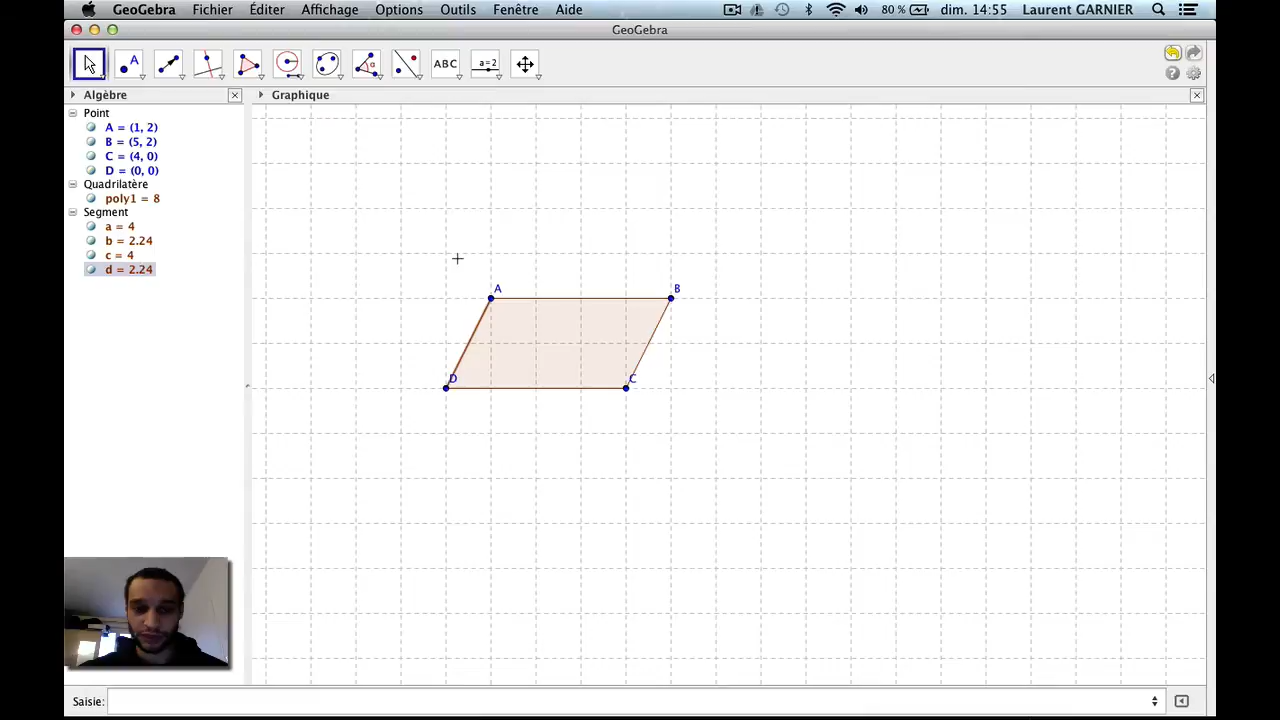 GeoGebra Fichier Éditer Affichage Options Outils Fenêtre Aide 80 % dim. 14:55 Laurent GARNIER
GeoGebra
A α ABC a=2
Algèbre
Graphique
Point
A = (1, 2)
B = (5, 2)
C = (4, 0)
D = (0, 0)
Quadrilatère
poly1 = 8
Segment
a = 4
b = 2.24
c = 4
d = 2.24
A
B
D
C
Saisie: